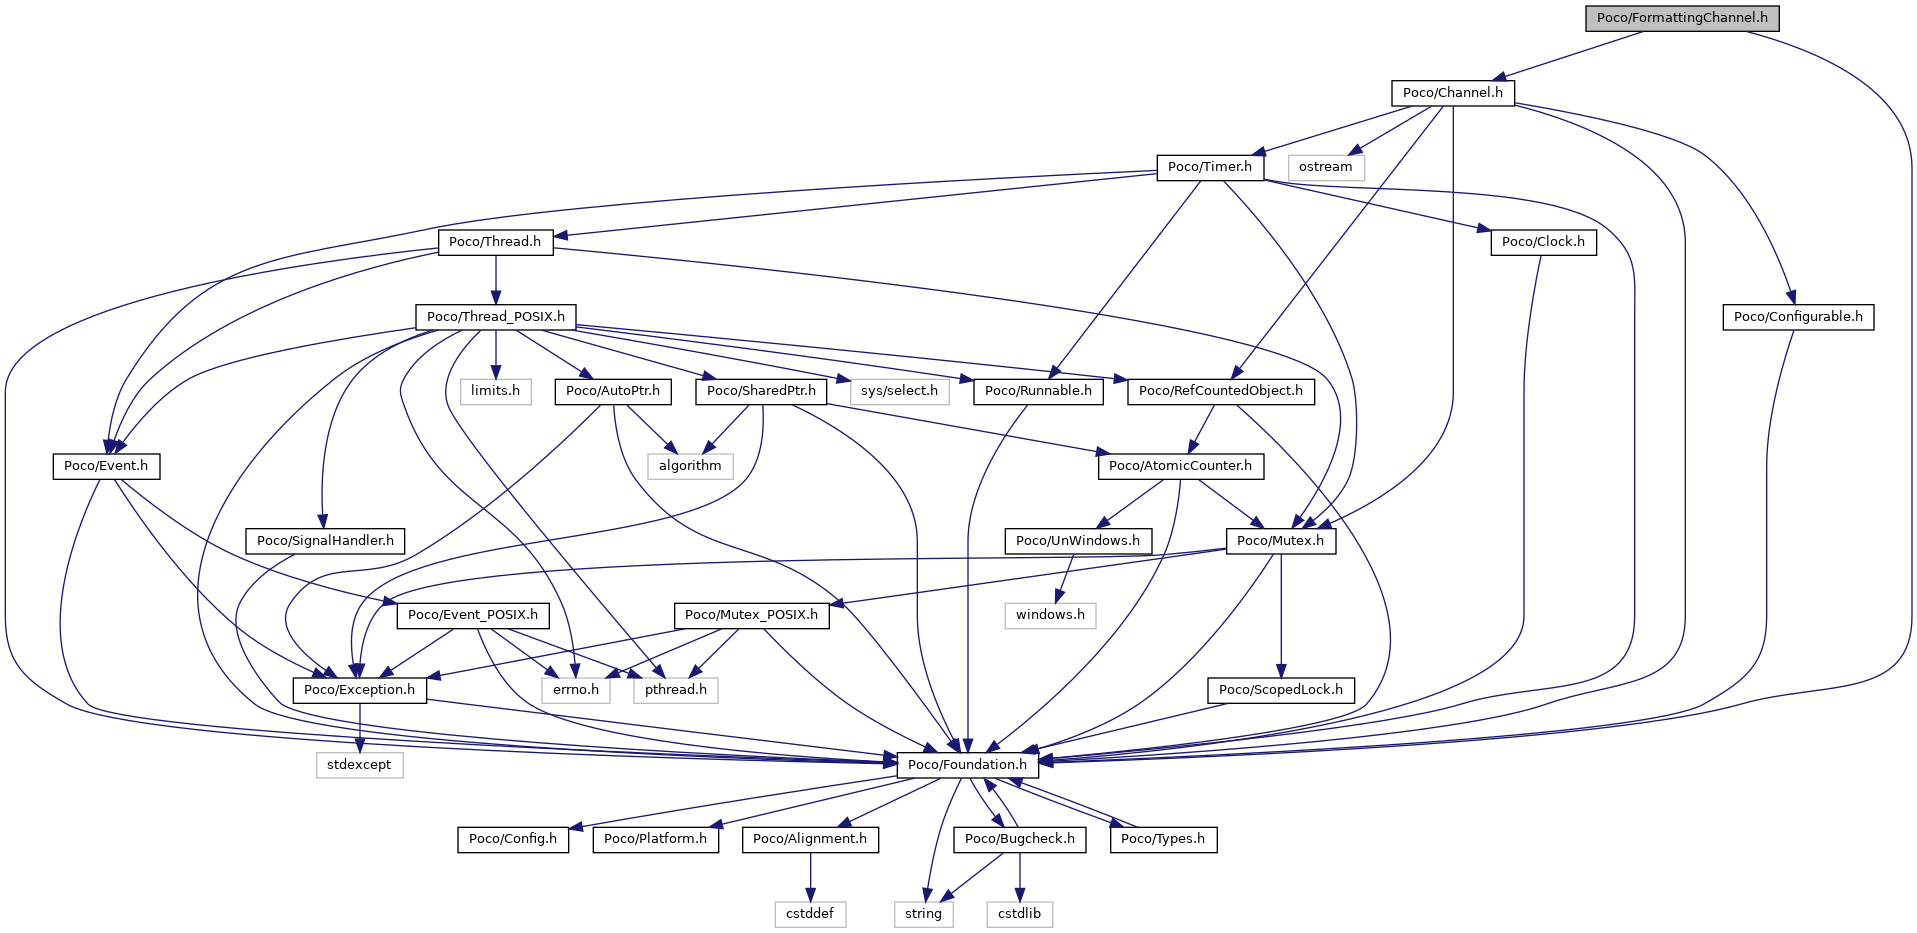 Poco/FormattingChannel.h
Poco/Channel.h
Poco/Timer.h
ostream
Poco/Thread.h
Poco/Clock.h
Poco/Thread_POSIX.h
Poco/Configurable.h
limits.h
Poco/AutoPtr.h
Poco/SharedPtr.h
sys/select.h
Poco/Runnable.h
Poco/RefCountedObject.h
Poco/Event.h
algorithm
Poco/AtomicCounter.h
Poco/SignalHandler.h
Poco/UnWindows.h
Poco/Mutex.h
Poco/Event_POSIX.h
Poco/Mutex_POSIX.h
windows.h
Poco/Exception.h
errno.h
pthread.h
Poco/ScopedLock.h
stdexcept
Poco/Foundation.h
Poco/Config.h
Poco/Platform.h
Poco/Alignment.h
Poco/Bugcheck.h
Poco/Types.h
cstddef
string
cstdlib